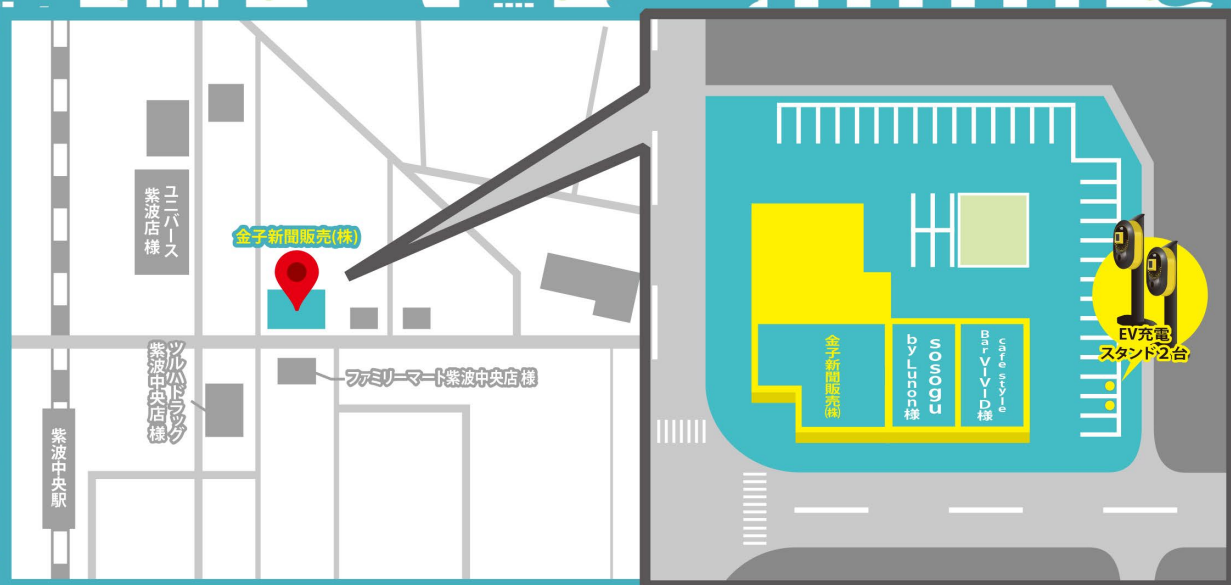 ユニバース
紫波店様
金子新聞販売(株)
ツルハドラッグ
紫波中央店様
ファミリーマート紫波中央店 様
紫波中央駅
金子新聞販売㈱
sosogu
by Lunon様
cafe style
Bar VIVID様
EV充電
スタンド2台